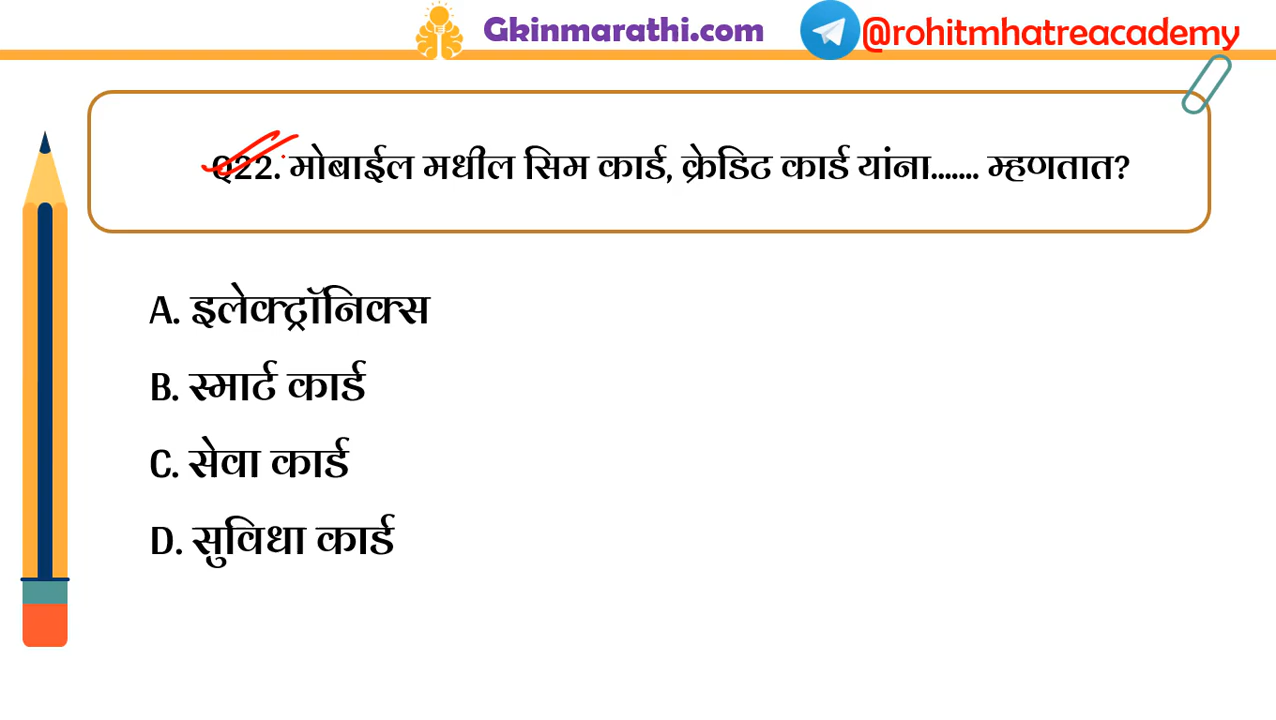 Gkinmarathi.com
@rohitmhatreacademy
Q22. मोबाईल मधील सिम कार्ड, क्रेडिट कार्ड यांना....... म्हणतात?
A. इलेक्ट्रॉनिक्स
B. स्मार्ट कार्ड
C. सेवा कार्ड
D. सुविधा कार्ड